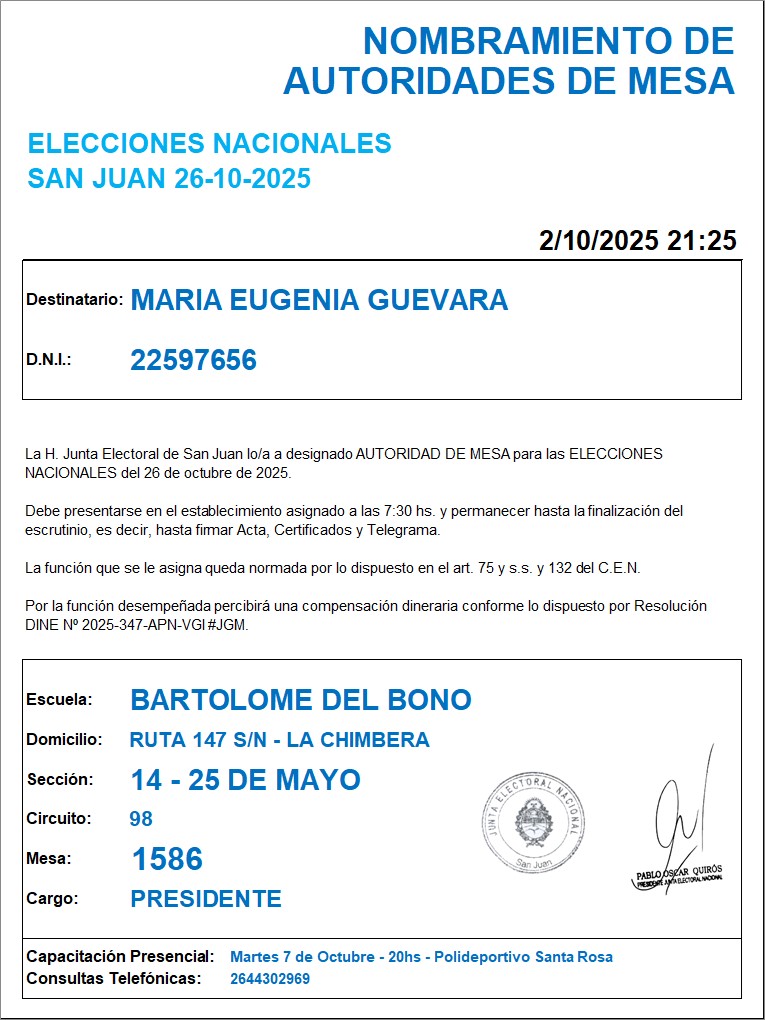 NOMBRAMIENTO DE
AUTORIDADES DE MESA
ELECCIONES NACIONALES
SAN JUAN 26-10-2025
2/10/2025 21:25
Destinatario: MARIA EUGENIA GUEVARA
D.N.I.: 22597656
La H. Junta Electoral de San Juan lo/a a designado AUTORIDAD DE MESA para las ELECCIONES
NACIONALES del 26 de octubre de 2025.
Debe presentarse en el establecimiento asignado a las 7:30 hs. y permanecer hasta la finalización del
escrutinio, es decir, hasta firmar Acta, Certificados y Telegrama.
La función que se le asigna queda normada por lo dispuesto en el art. 75 y s.s. y 132 del C.E.N.
Por la función desempeñada percibirá una compensación dineraria conforme lo dispuesto por Resolución
DINE Nº 2025-347-APN-VGI#JGM.
Escuela: BARTOLOME DEL BONO
Domicilio: RUTA 147 S/N - LA CHIMBERA
Sección: 14 - 25 DE MAYO
Circuito: 98
Mesa: 1586
Cargo: PRESIDENTE
JUNTA ELECTORAL NACIONAL
San Juan
PABLO OSCAR QUIRÓS
PRESIDENTE JUNTA ELECTORAL NACIONAL
Capacitación Presencial: Martes 7 de Octubre - 20hs - Polideportivo Santa Rosa
Consultas Telefónicas: 2644302969